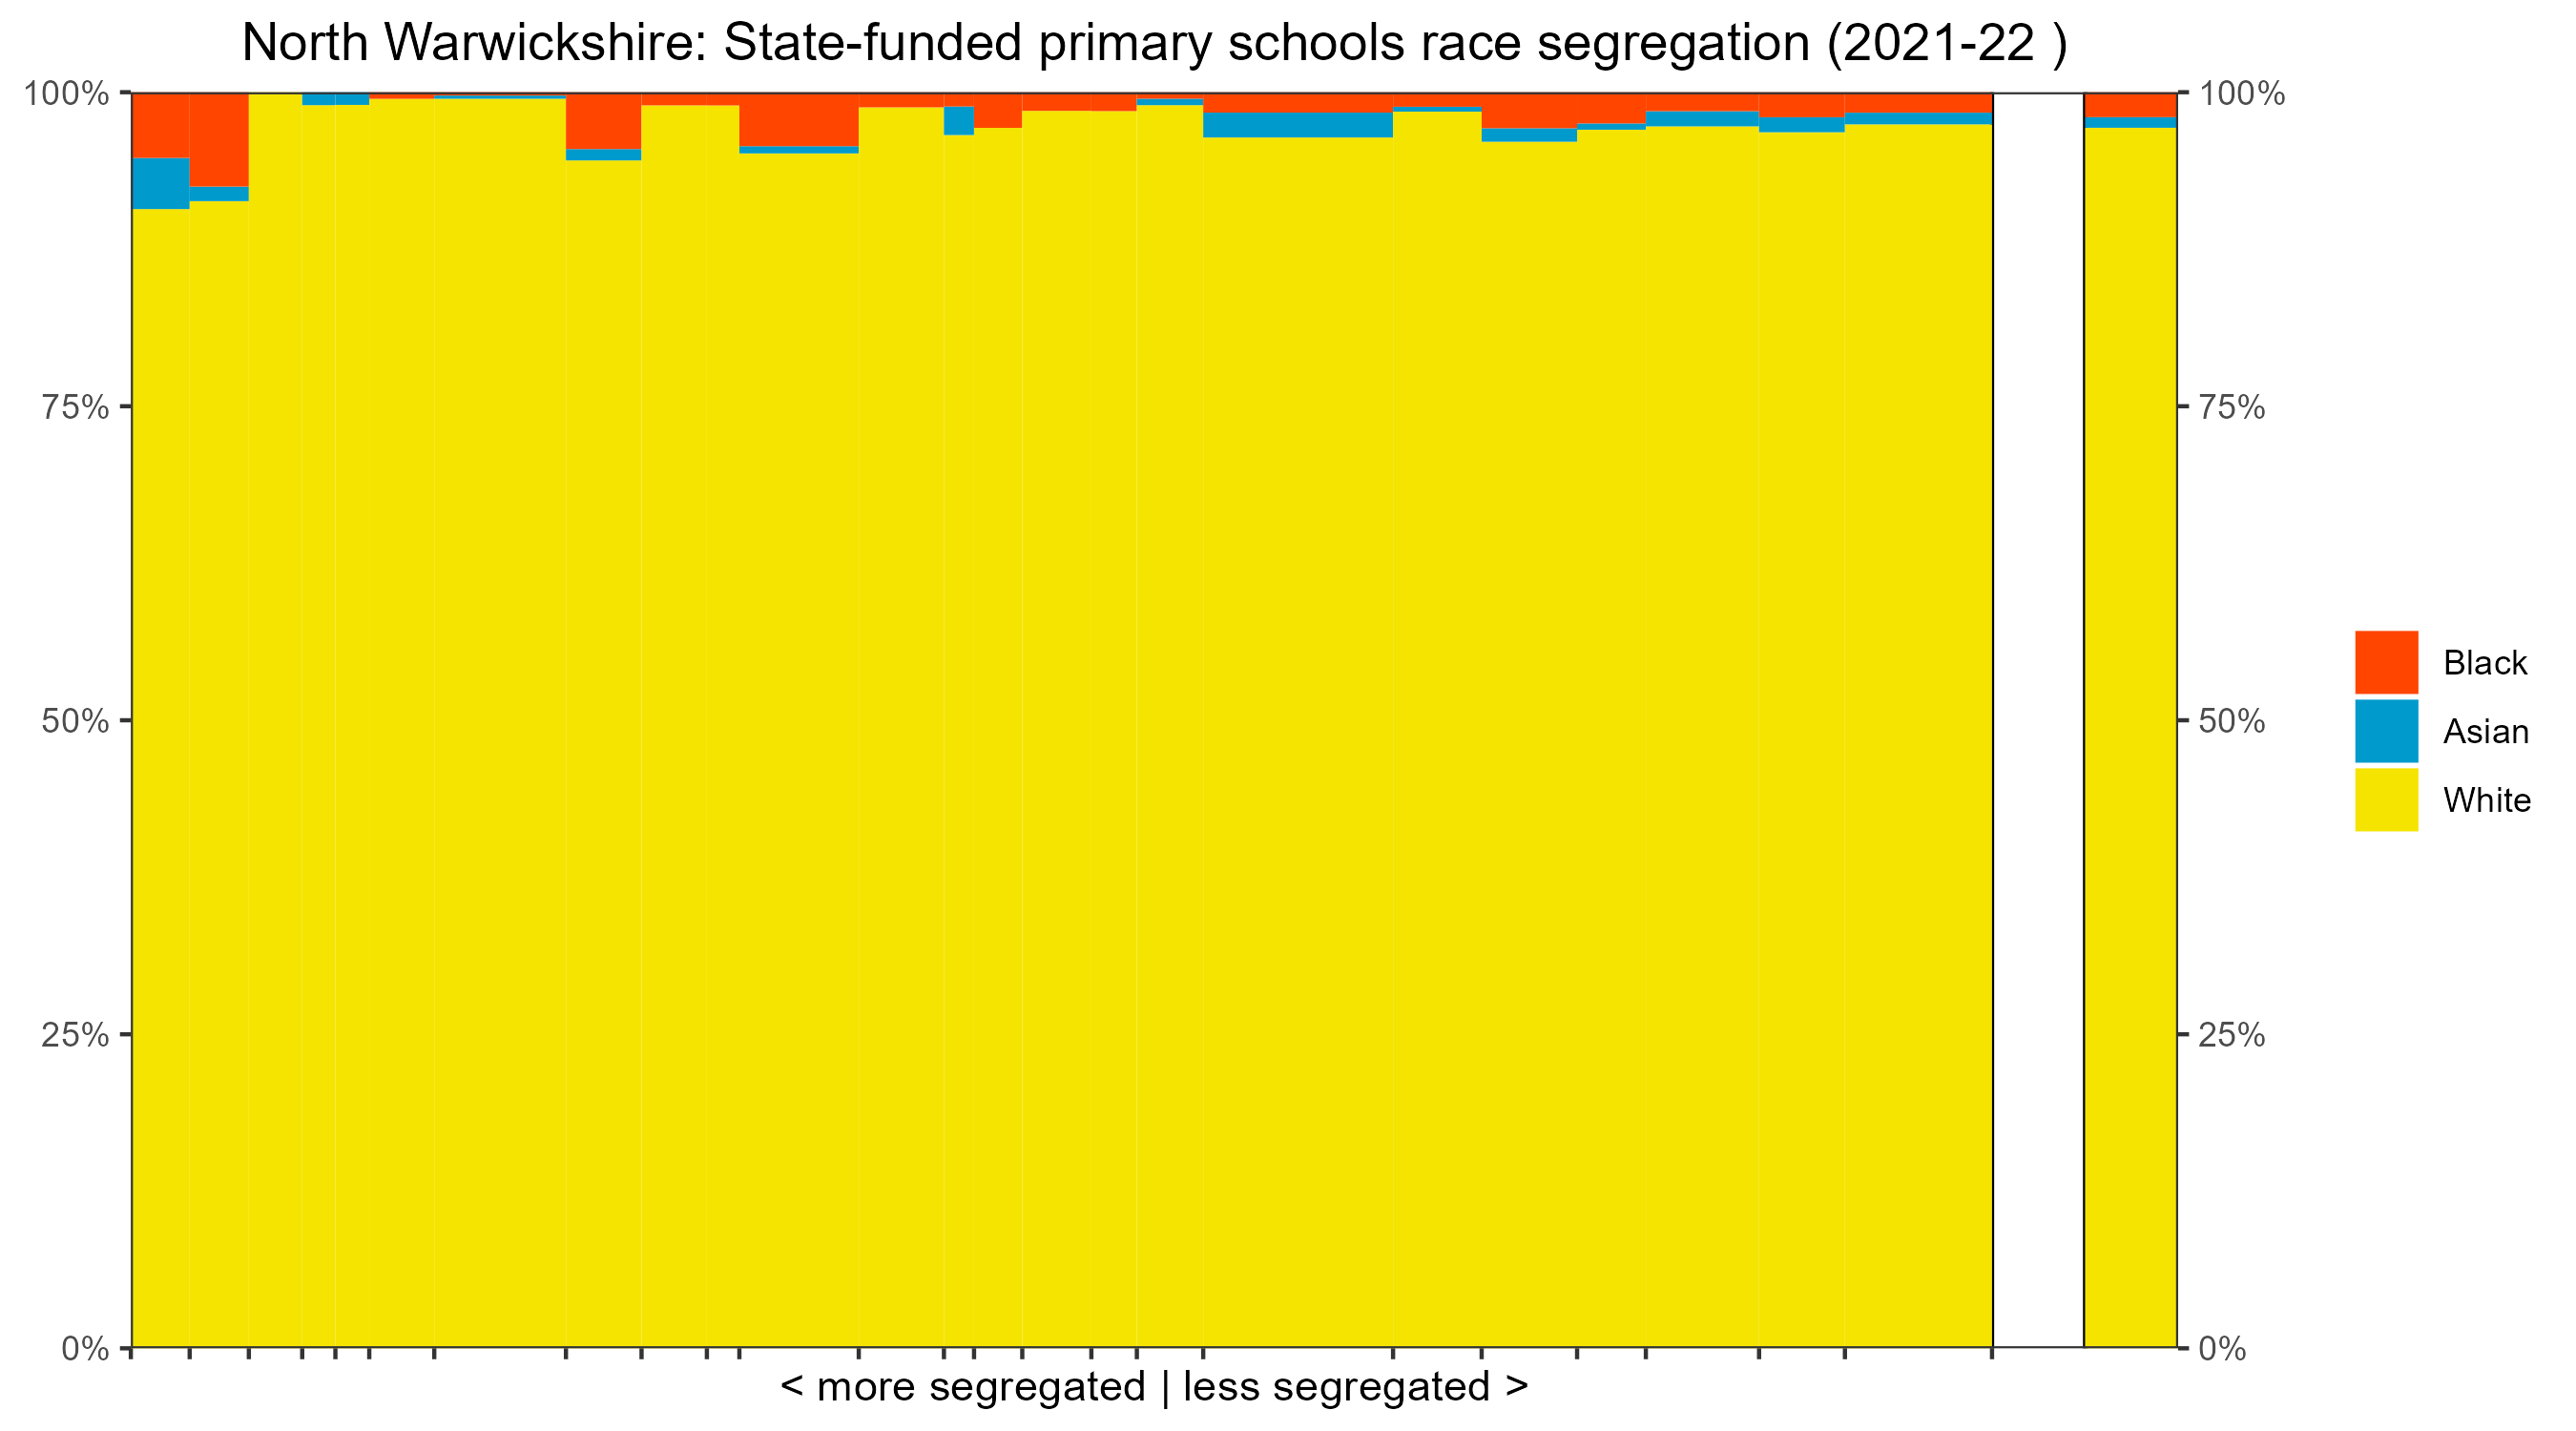 North Warwickshire: State-funded primary schools race segregation (2021-22 )
100%
75%
50%
25%
0%
100%
75%
50%
25%
0%
Black
Asian
White
< more segregated | less segregated >